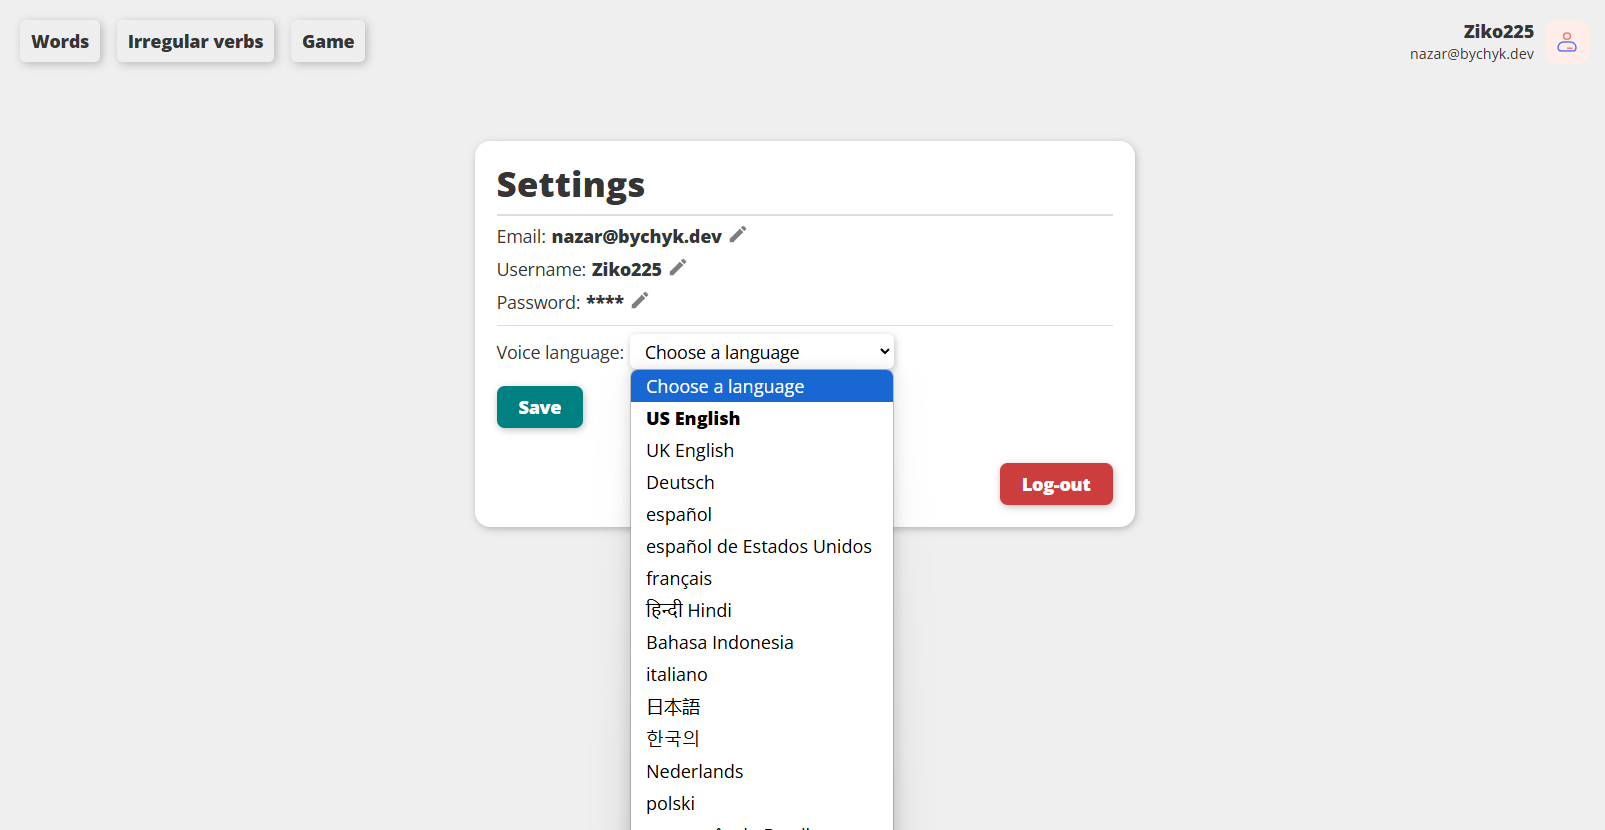 Words Irregular verbs Game
Ziko225
nazar@bychyk.dev
Settings
Email: nazar@bychyk.dev
Username: Ziko225
Password: ****
Voice language: Choose a language
Choose a language
Save
US English
UK English
Deutsch
Log-out
español
español de Estados Unidos
français
हिन्दी Hindi
Bahasa Indonesia
italiano
日本語
한국의
Nederlands
polski